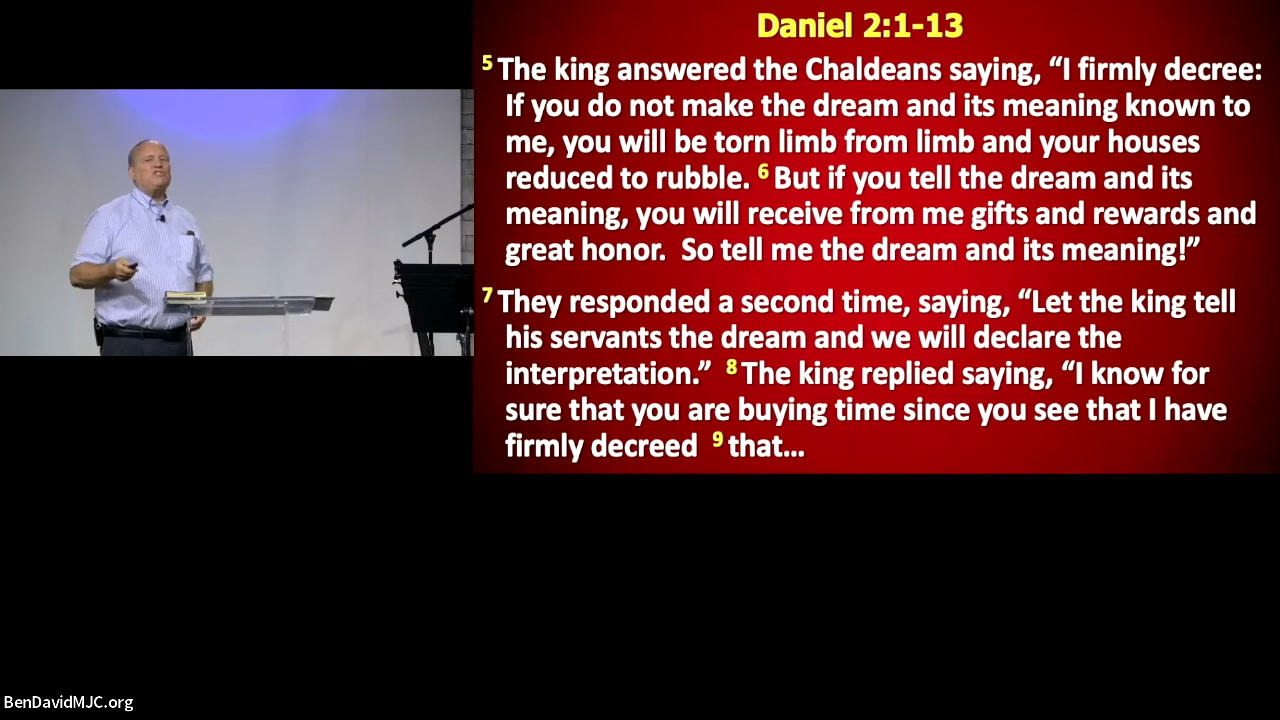 Daniel 2:1-13
5 The king answered the Chaldeans saying, “I firmly decree:
If you do not make the dream and its meaning known to
me, you will be torn limb from limb and your houses
reduced to rubble. 6 But if you tell the dream and its
meaning, you will receive from me gifts and rewards and
great honor.  So tell me the dream and its meaning!”
7 They responded a second time, saying, “Let the king tell
his servants the dream and we will declare the
interpretation.”  8 The king replied saying, “I know for
sure that you are buying time since you see that I have
firmly decreed  9 that...
BenDavidMJC.org